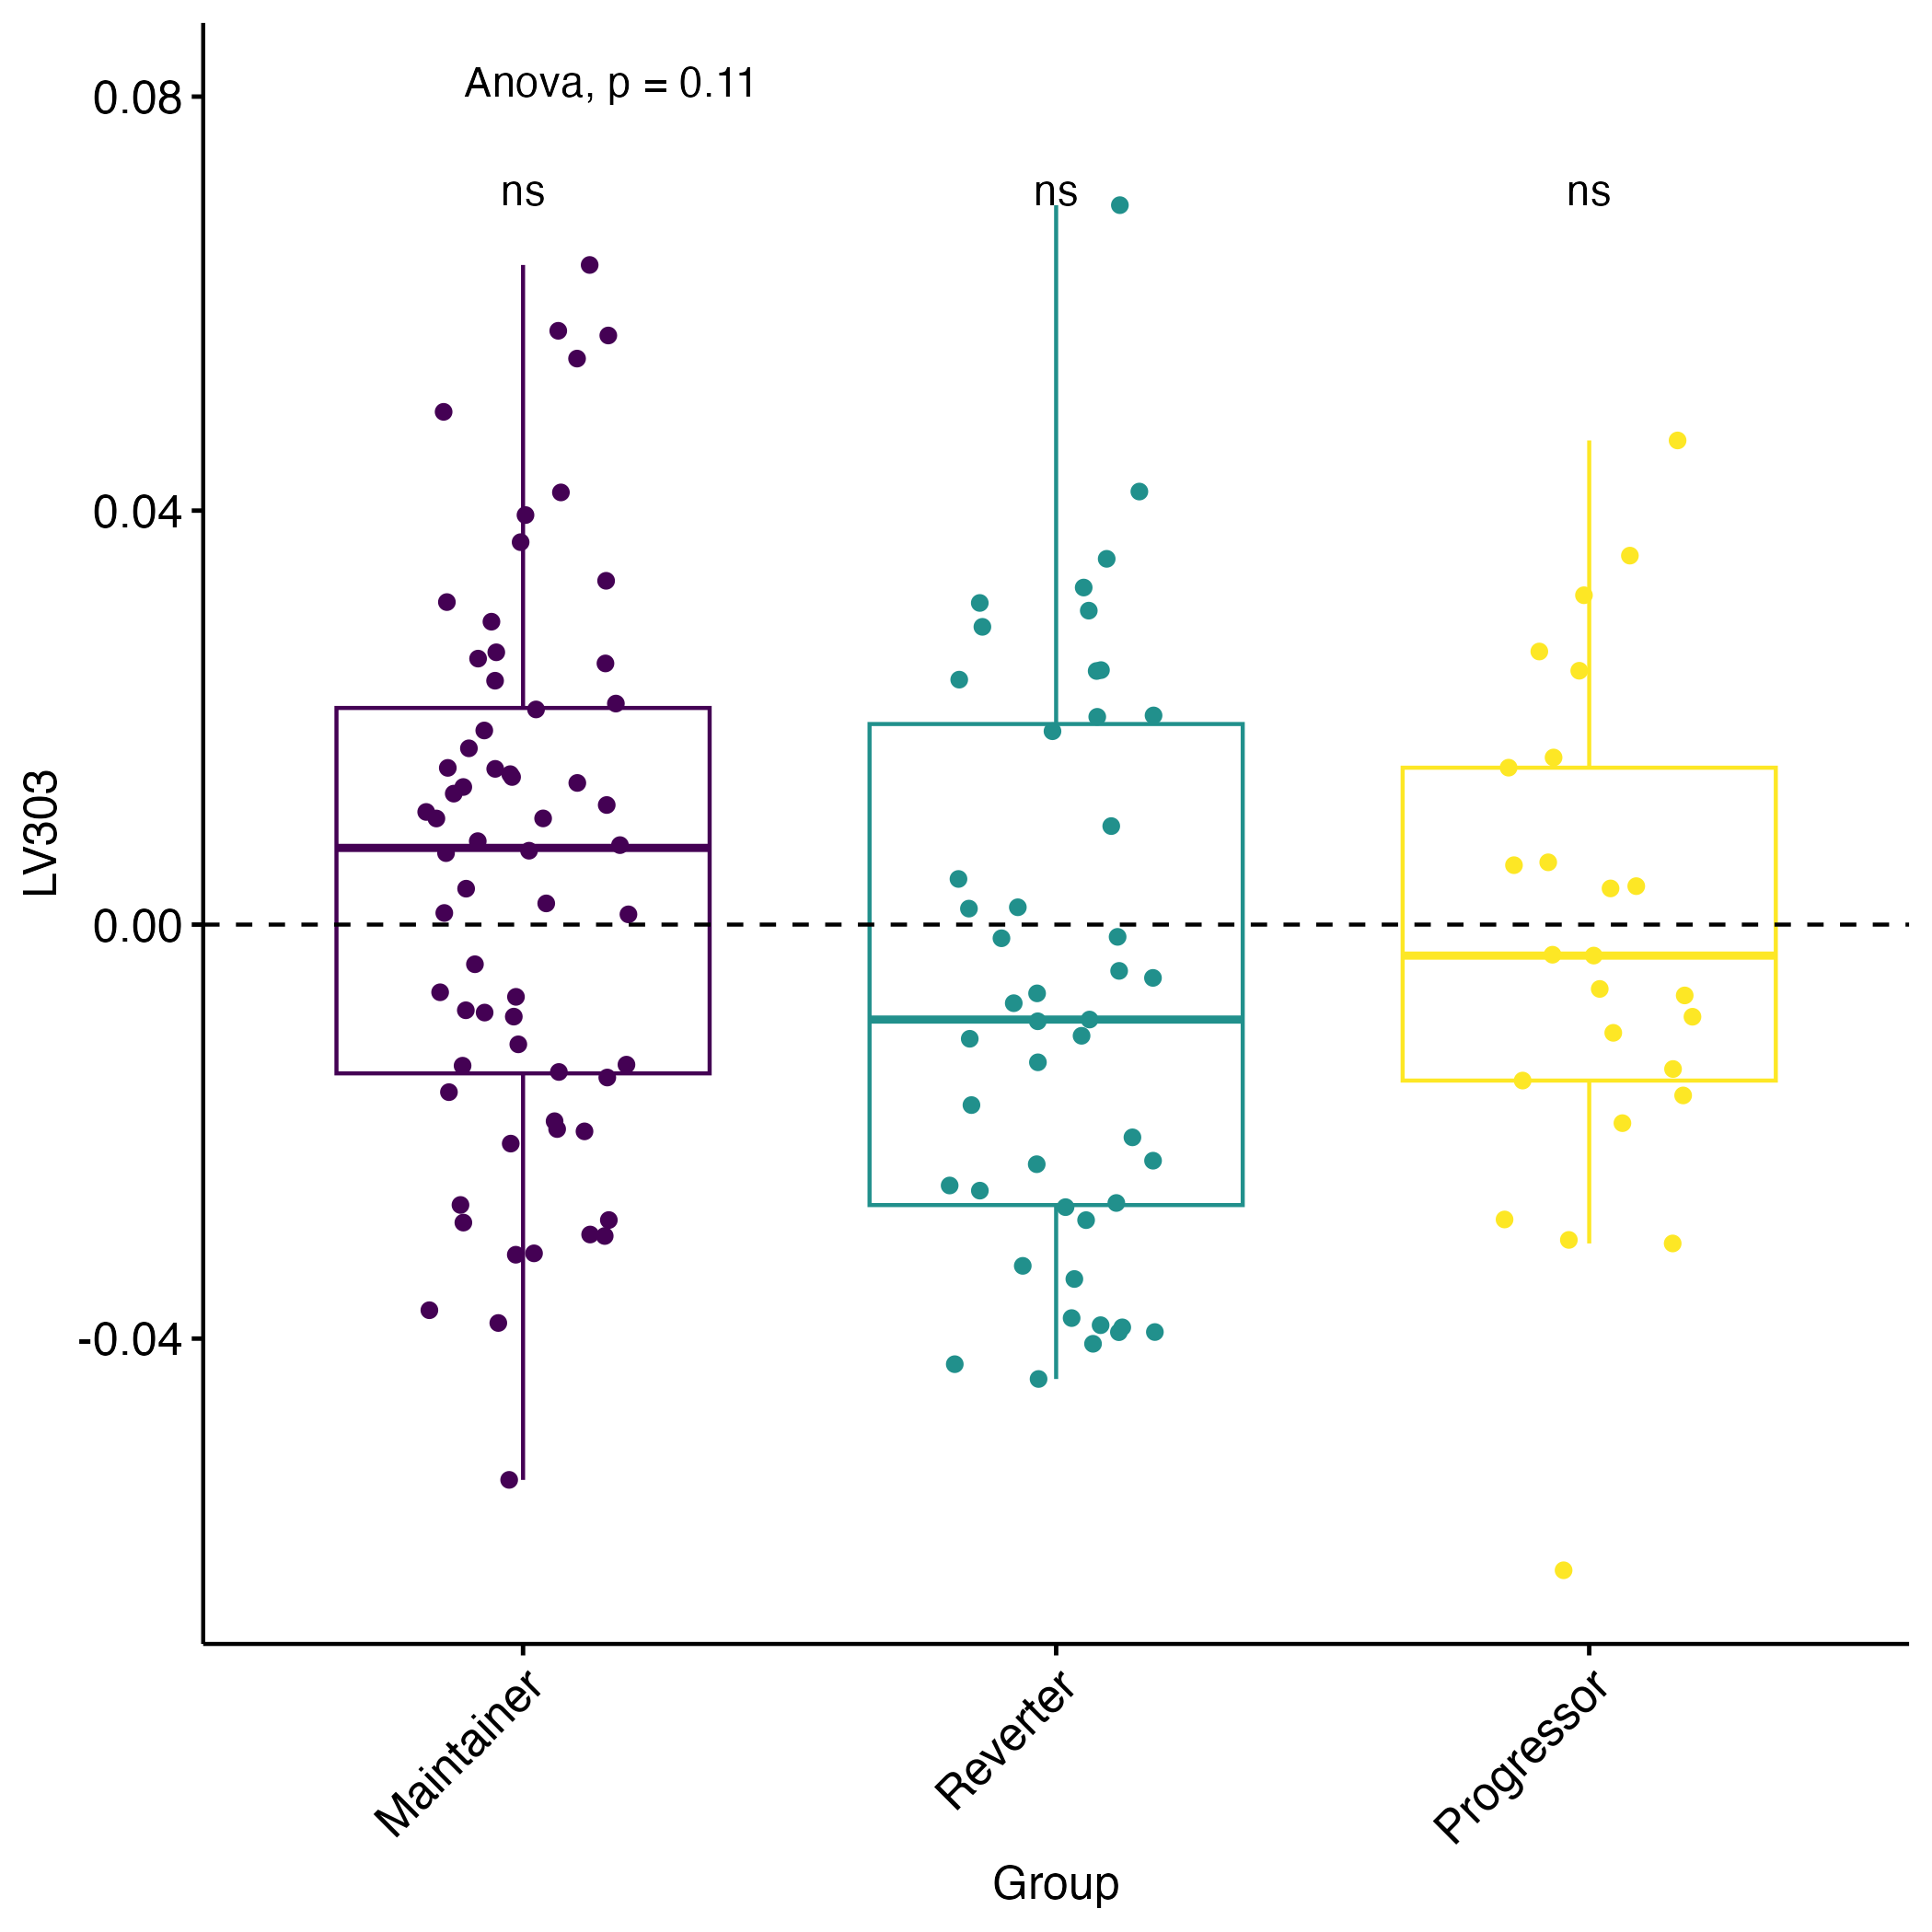 Anova, p = 0.11
ns ns ns
0.08
0.04
0.00
-0.04
LV303
Maintainer Reverter Progressor
Group